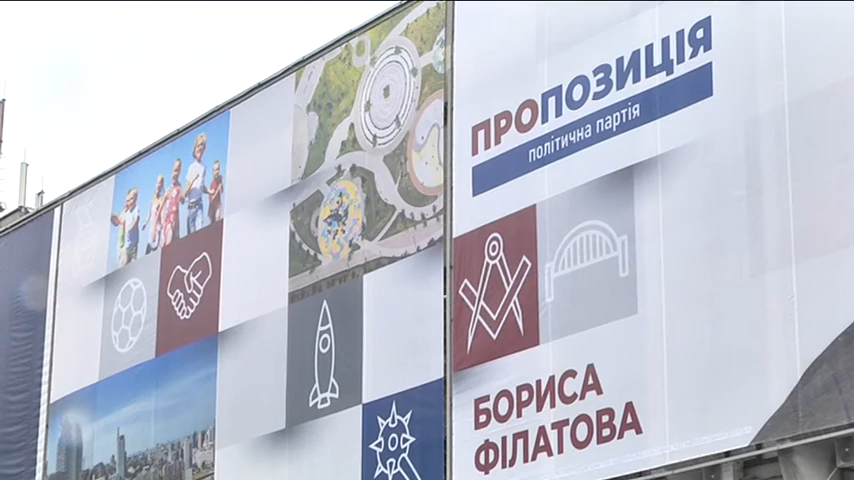 ПРОПОЗИЦІЯ
політична партія
БОРИСА
ФІЛАТОВА